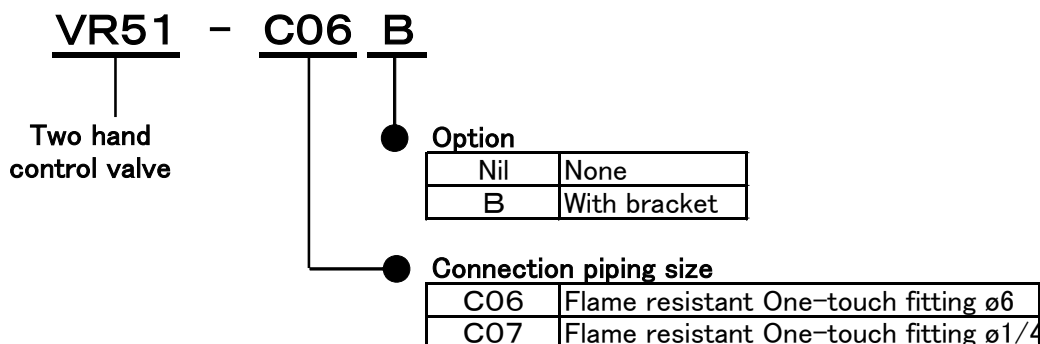 VR51 - C06 B
Two hand
control valve
Option
Nil None
B With bracket
Connection piping size
C06 Flame resistant One-touch fitting ø6
C07 Flame resistant One-touch fitting ø1/4